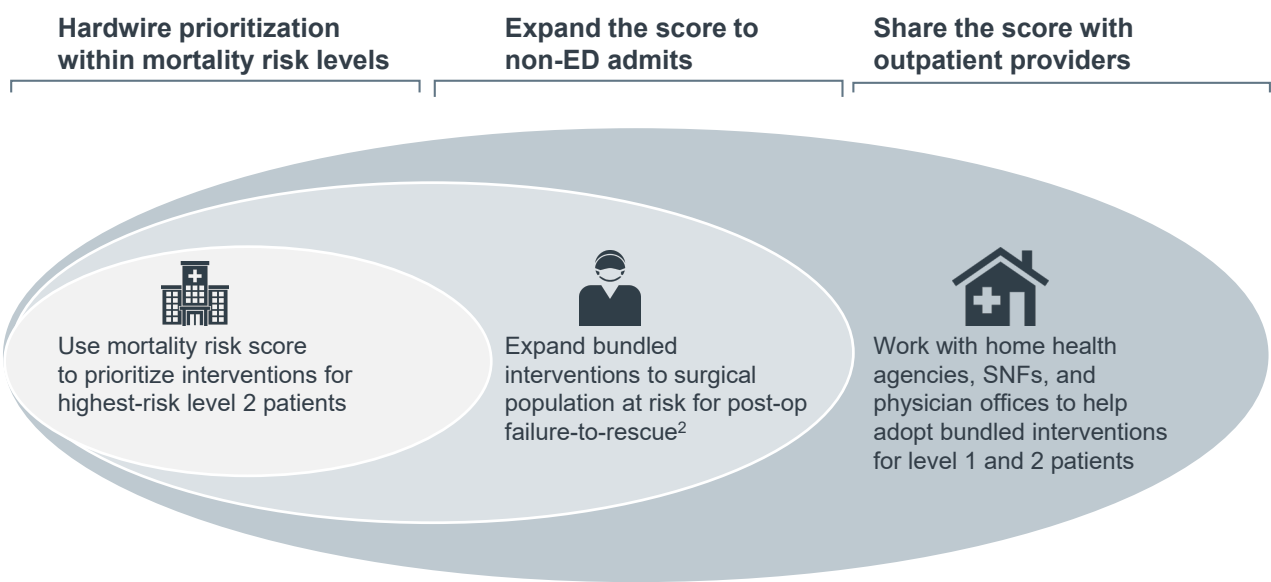 Hardwire prioritization
within mortality risk levels
Expand the score to
non-ED admits
Share the score with
outpatient providers
Use mortality risk score
to prioritize interventions for
highest-risk level 2 patients
Expand bundled
interventions to surgical
population at risk for post-op
failure-to-rescue²
Work with home health
agencies, SNFs, and
physician offices to help
adopt bundled interventions
for level 1 and 2 patients